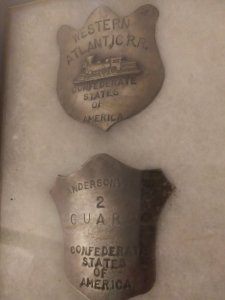 WESTERN
ATLANTIC R.R.
CONFEDERATE
STATES
OF
AMERICA
2
GUARD
CONFEDERATE
STATES
OF
AMERICA